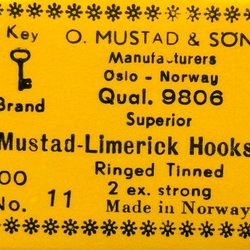 Key
Brand
O. MUSTAD & SÖN
Manufacturers
Oslo - Norway
Qual. 9806
Superior
Mustad-Limerick Hooks
Ringed Tinned
2 ex. strong
Made in Norway
00
No. 11